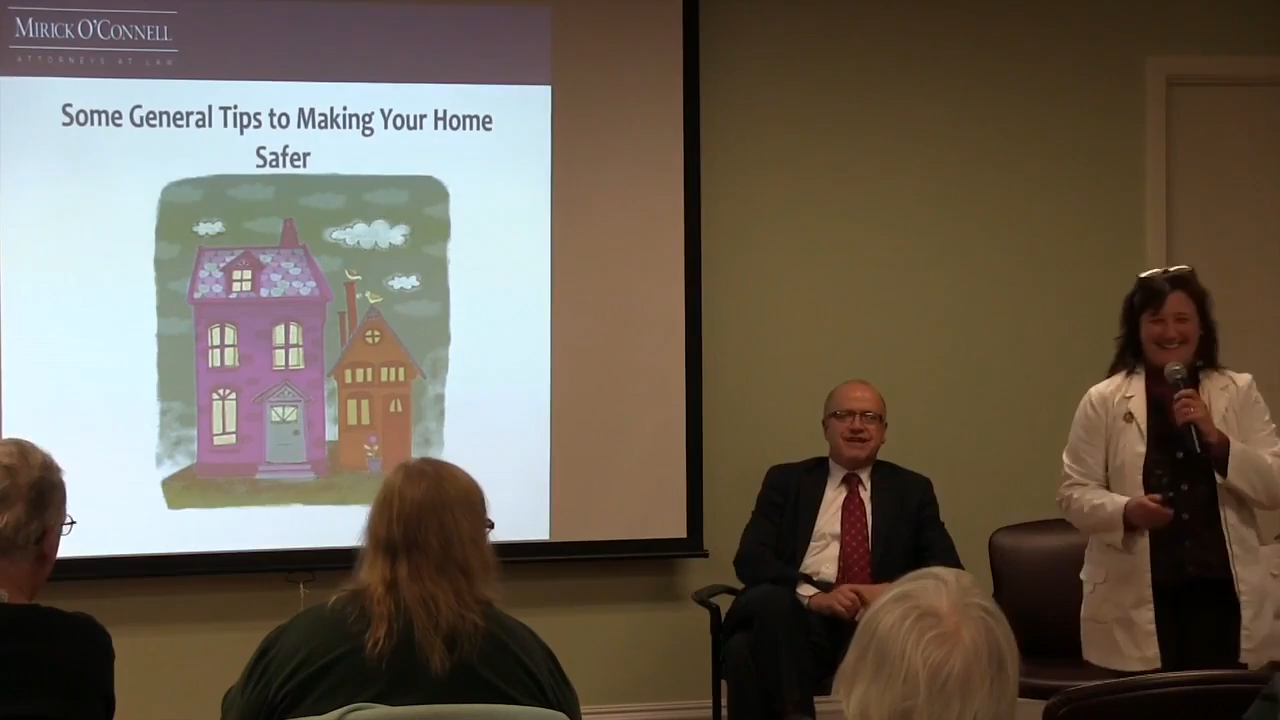 MIRICK O'CONNELL
ATTORNEYS AT LAW
Some General Tips to Making Your Home
Safer